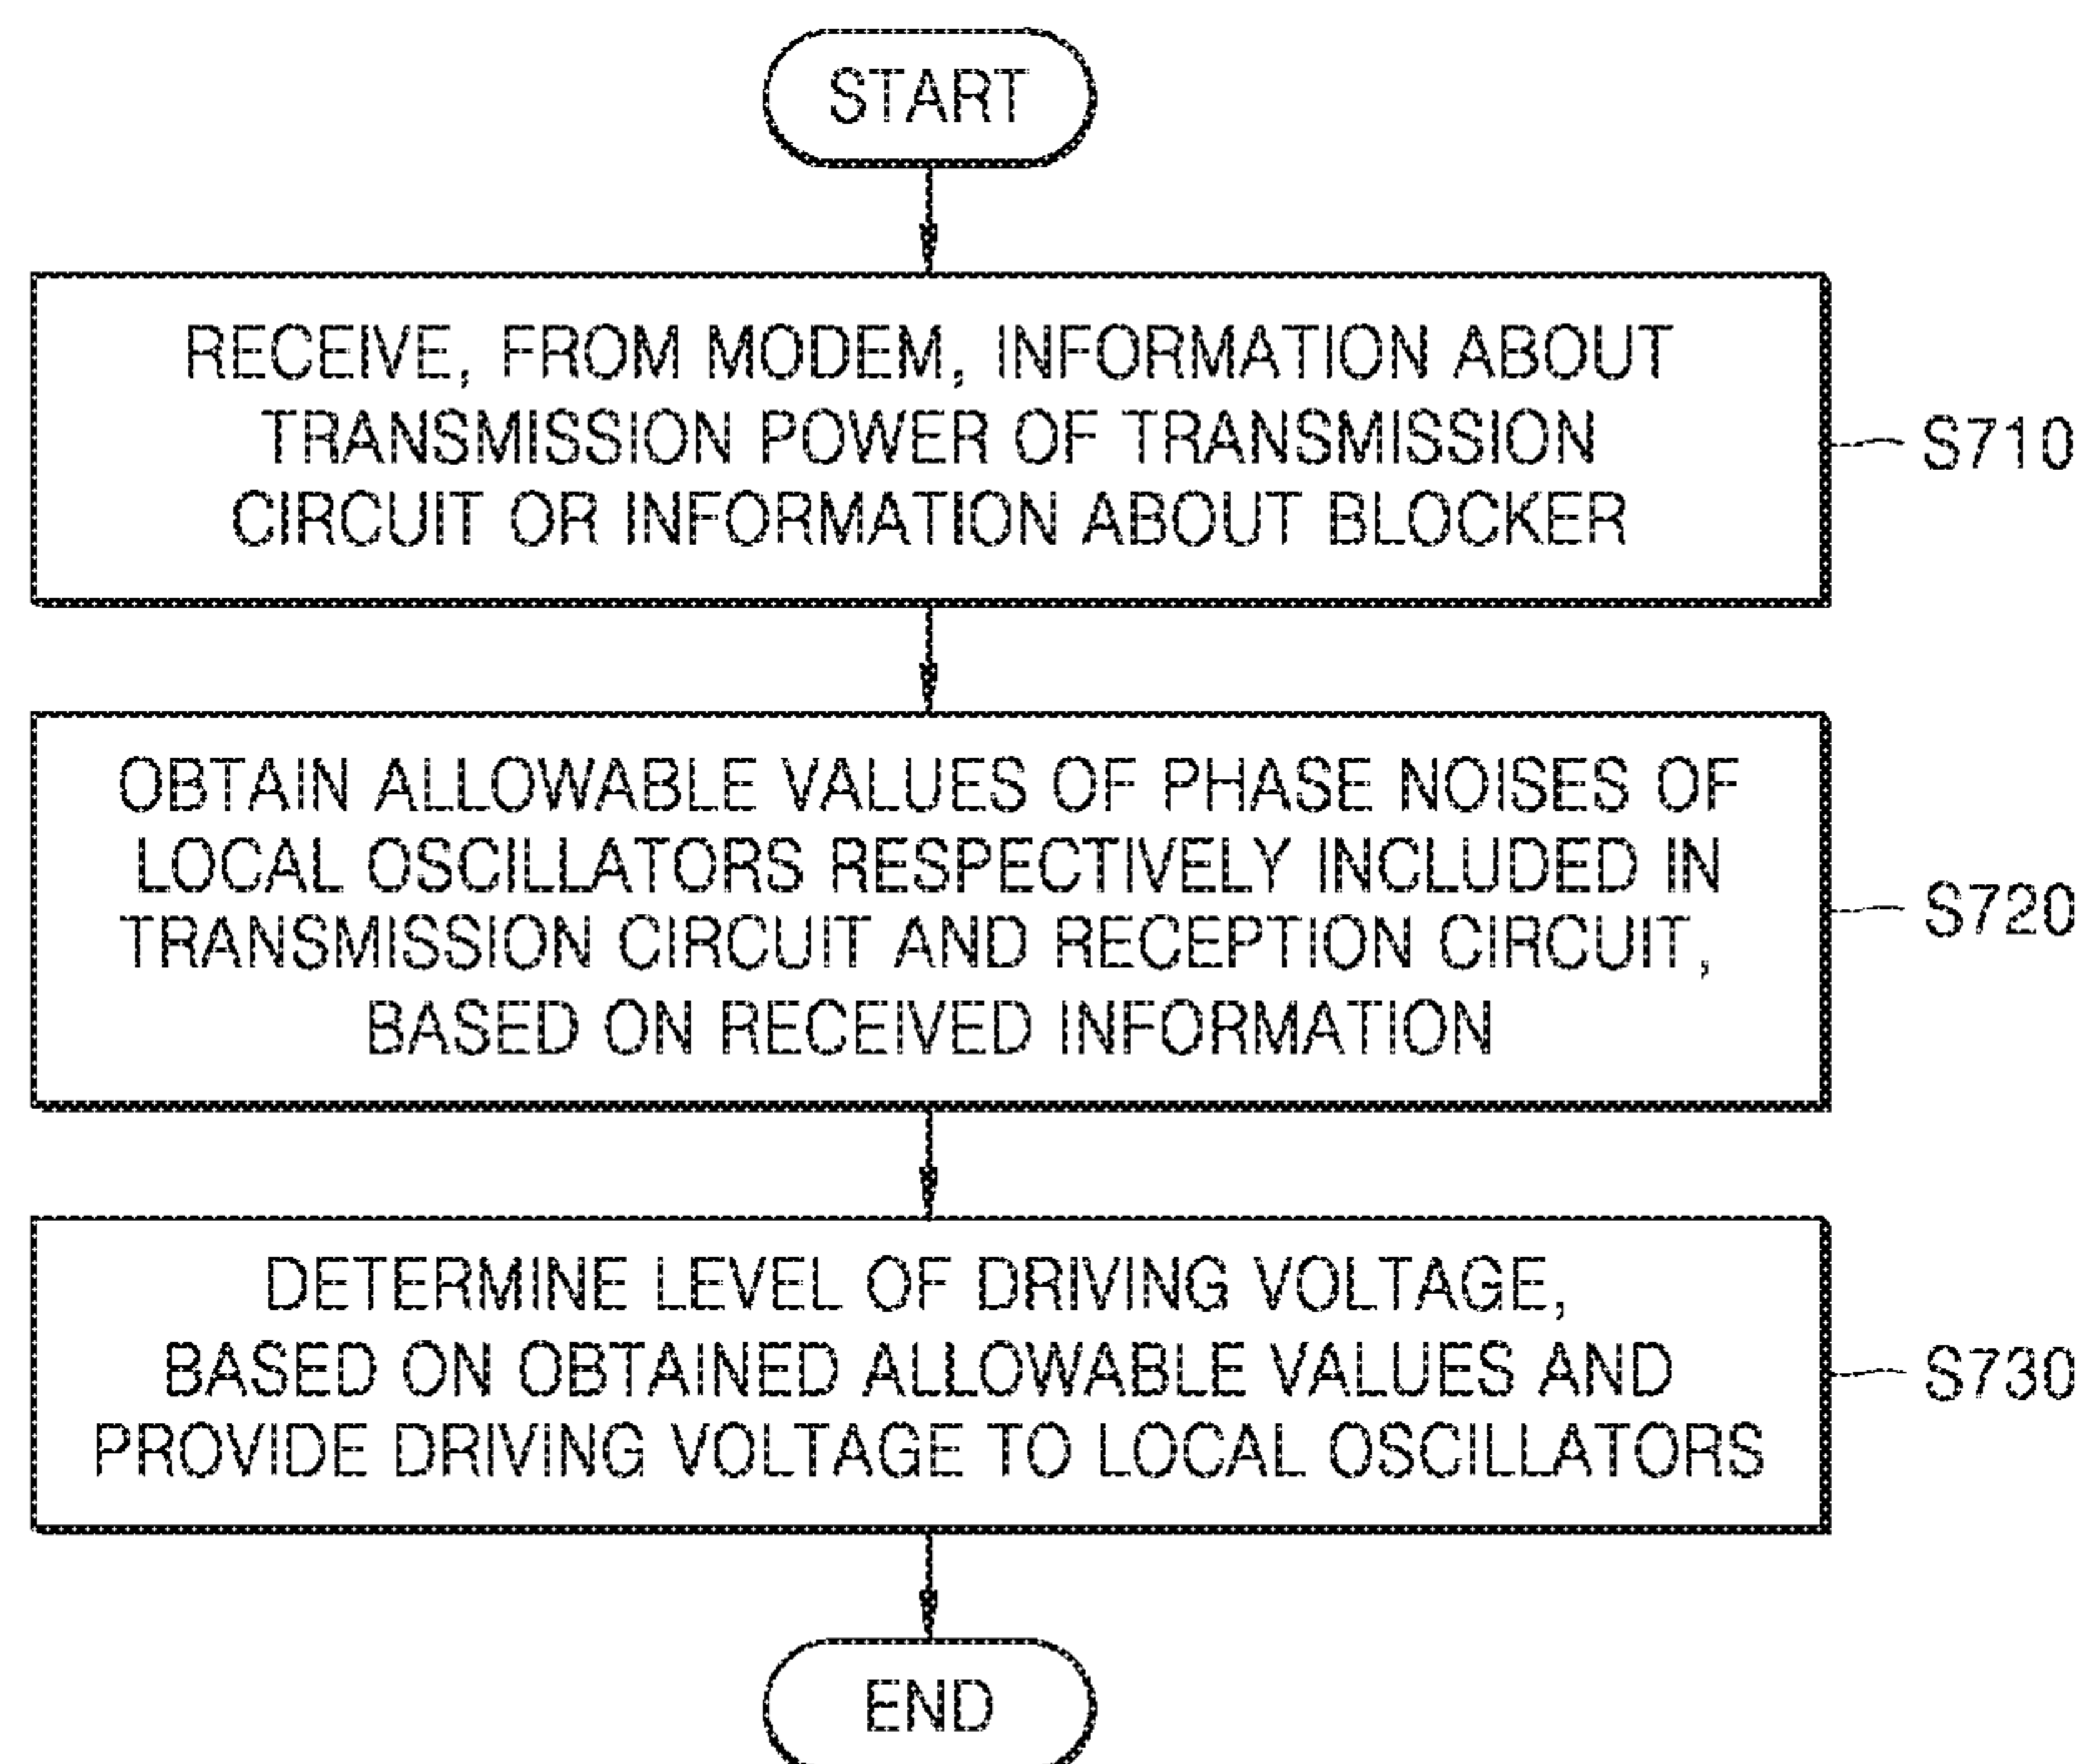 START
RECEIVE, FROM MODEM, INFORMATION ABOUT
TRANSMISSION POWER OF TRANSMISSION
CIRCUIT OR INFORMATION ABOUT BLOCKER
S710
OBTAIN ALLOWABLE VALUES OF PHASE NOISES OF
LOCAL OSCILLATORS RESPECTIVELY INCLUDED IN
TRANSMISSION CIRCUIT AND RECEPTION CIRCUIT,
BASED ON RECEIVED INFORMATION
S720
DETERMINE LEVEL OF DRIVING VOLTAGE,
BASED ON OBTAINED ALLOWABLE VALUES AND
PROVIDE DRIVING VOLTAGE TO LOCAL OSCILLATORS
S730
END